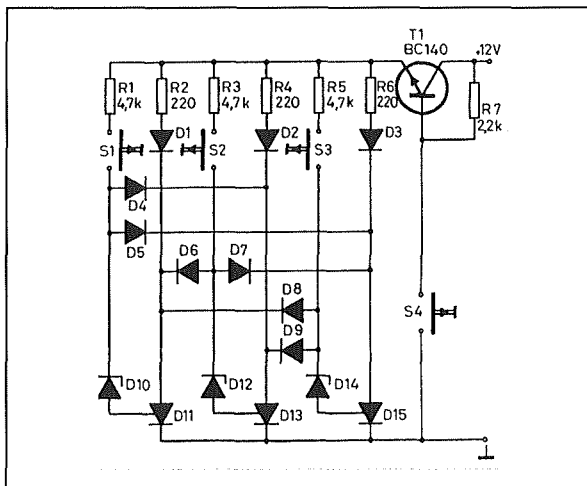 T1
BC140
+12V
R1
4,7k
R2
220
R3
4,7k
R4
220
R5
4,7k
R6
220
R7
2,2k
S1
D1
S2
D2
S3
D3
D4
D5
D6
D7
D8
D9
S4
D10
D11
D12
D13
D14
D15